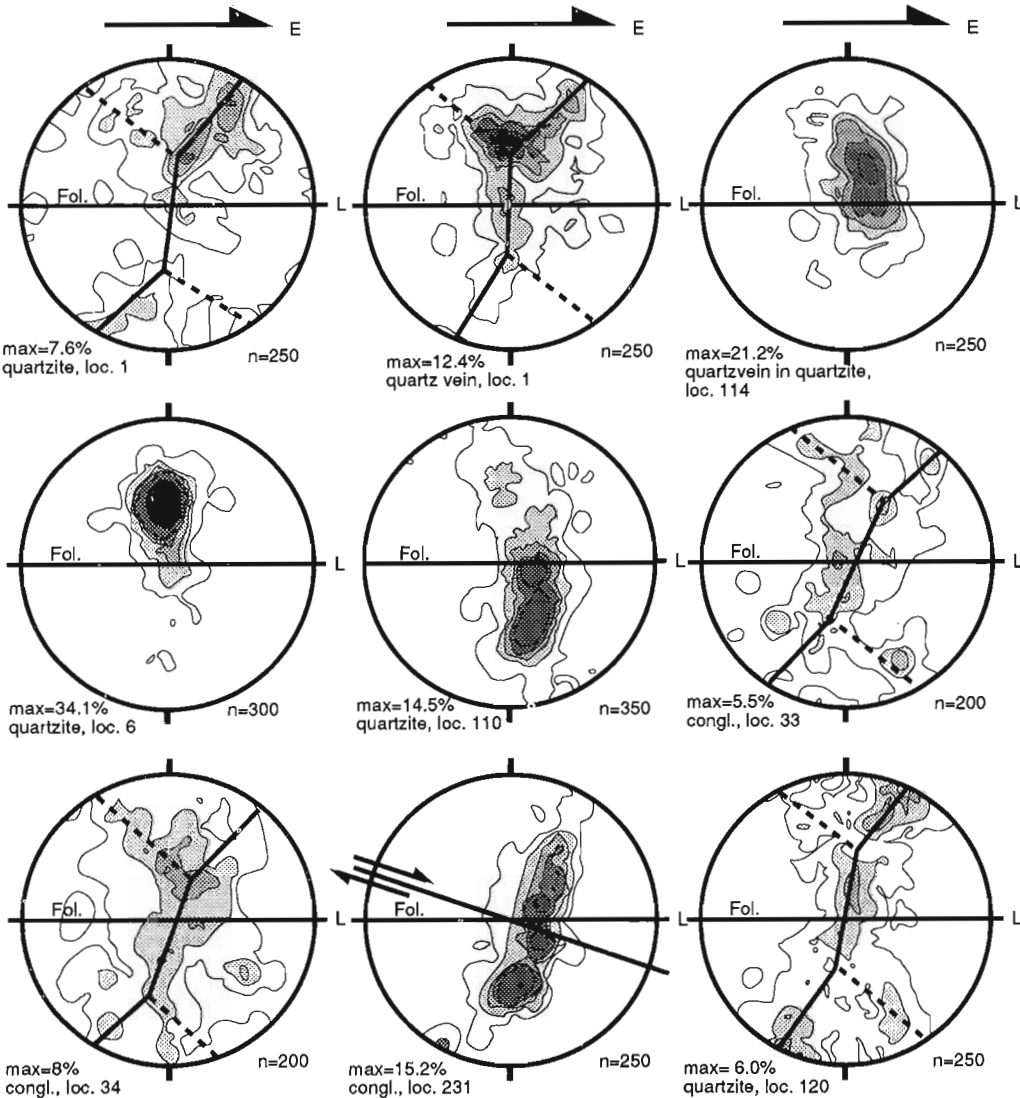 E
E
E
Fol.
L
Fol.
L
Fol.
L
max=7.6%
quartzite, loc. 1
n=250
max=12.4%
quartz vein, loc. 1
n=250
max=21.2%
quartzvein in quartzite,
loc. 114
n=250
Fol.
L
Fol.
L
Fol.
L
max=34.1%
quartzite, loc. 6
n=300
max=14.5%
quartzite, loc. 110
n=350
max=5.5%
congl., loc. 33
n=200
Fol.
L
Fol.
L
Fol.
L
max=8%
congl., loc. 34
n=200
max=15.2%
congl., loc. 231
n=250
max= 6.0%
quartzite, loc. 120
n=250